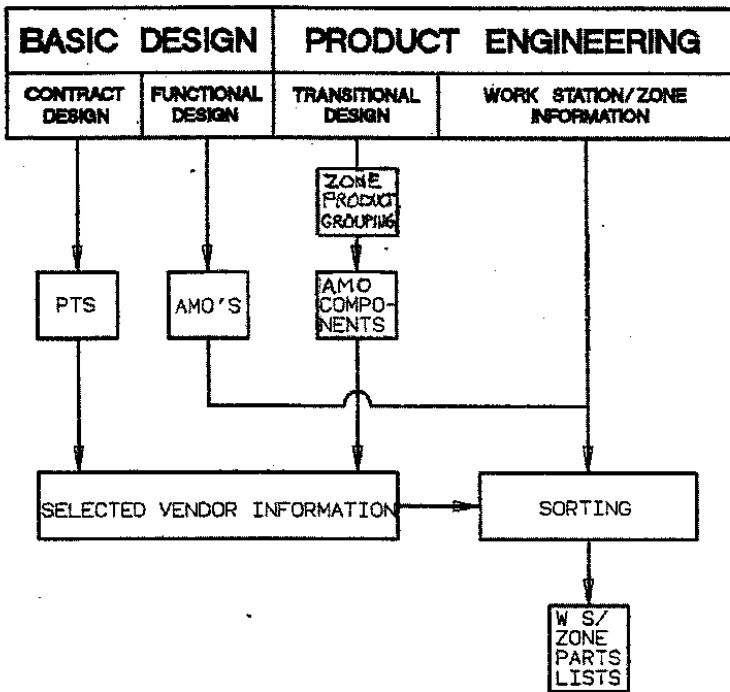 BASIC DESIGN
PRODUCT ENGINEERING
CONTRACT
DESIGN
FUNCTIONAL
DESIGN
TRANSITIONAL
DESIGN
WORK STATION/ZONE
INFORMATION
ZONE
PRODUCT
GROUPING
PTS
AMO'S
AMO
COMPO-
NENTS
SELECTED VENDOR INFORMATION
SORTING
W S/
ZONE
PARTS
LISTS